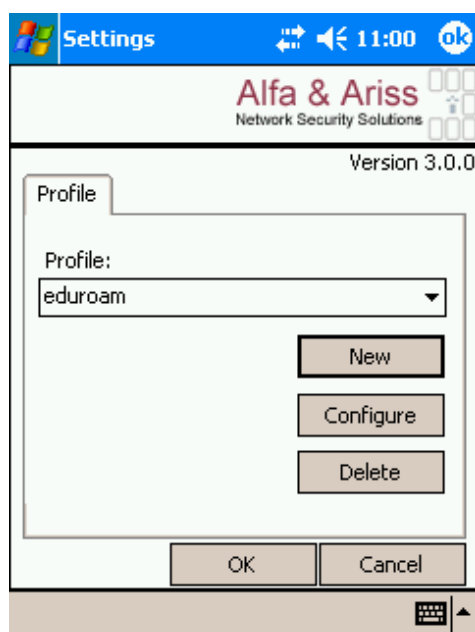 Settings 11:00 ok
Alfa & Ariss
Network Security Solutions
Version 3.0.0
Profile
Profile:
eduroam
New
Configure
Delete
OK Cancel